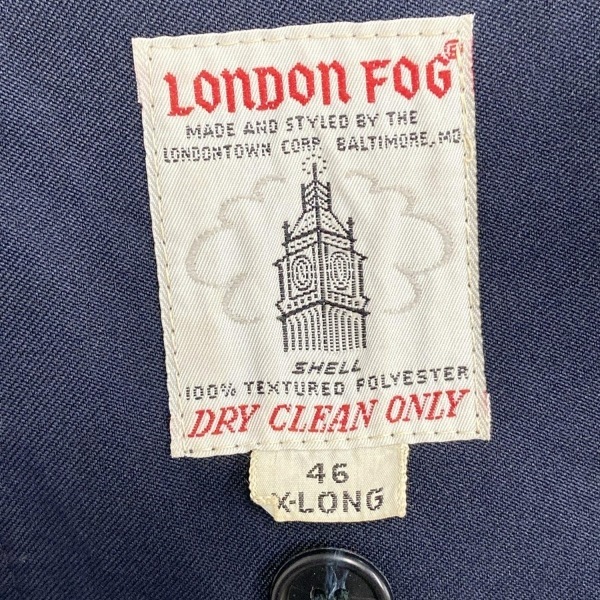 LONDON FOG®
MADE AND STYLED BY THE
LONDONTOWN CORP. BALTIMORE, MD.
SHELL
100% TEXTURED POLYESTER
DRY CLEAN ONLY
46
X-LONG